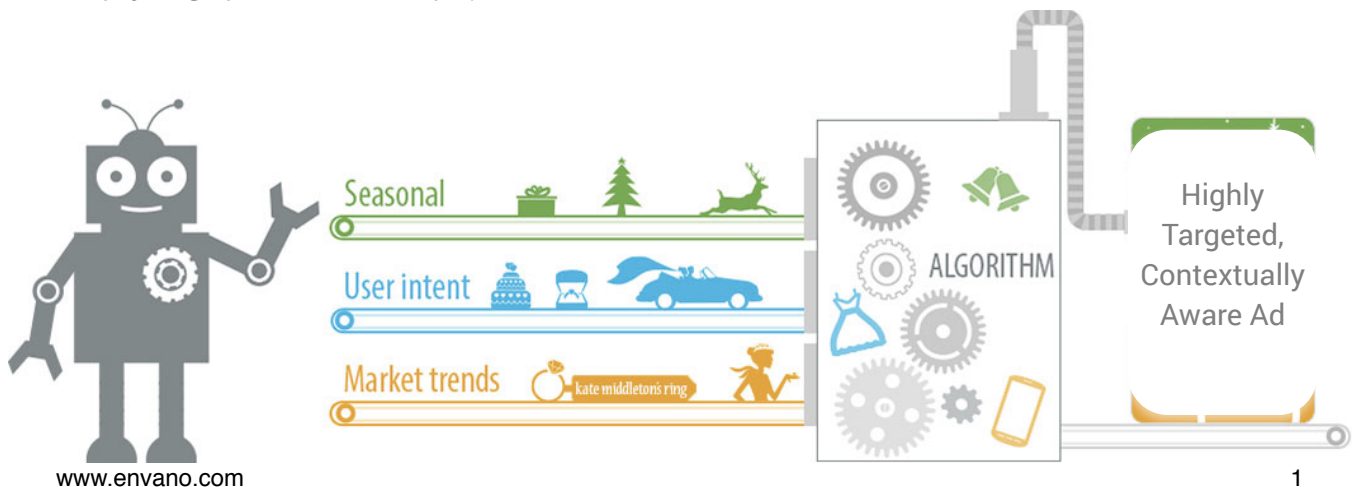 Seasonal
User intent
Market trends
kate middleton's ring
ALGORITHM
Highly
Targeted,
Contextually
Aware Ad
www.envano.com
1